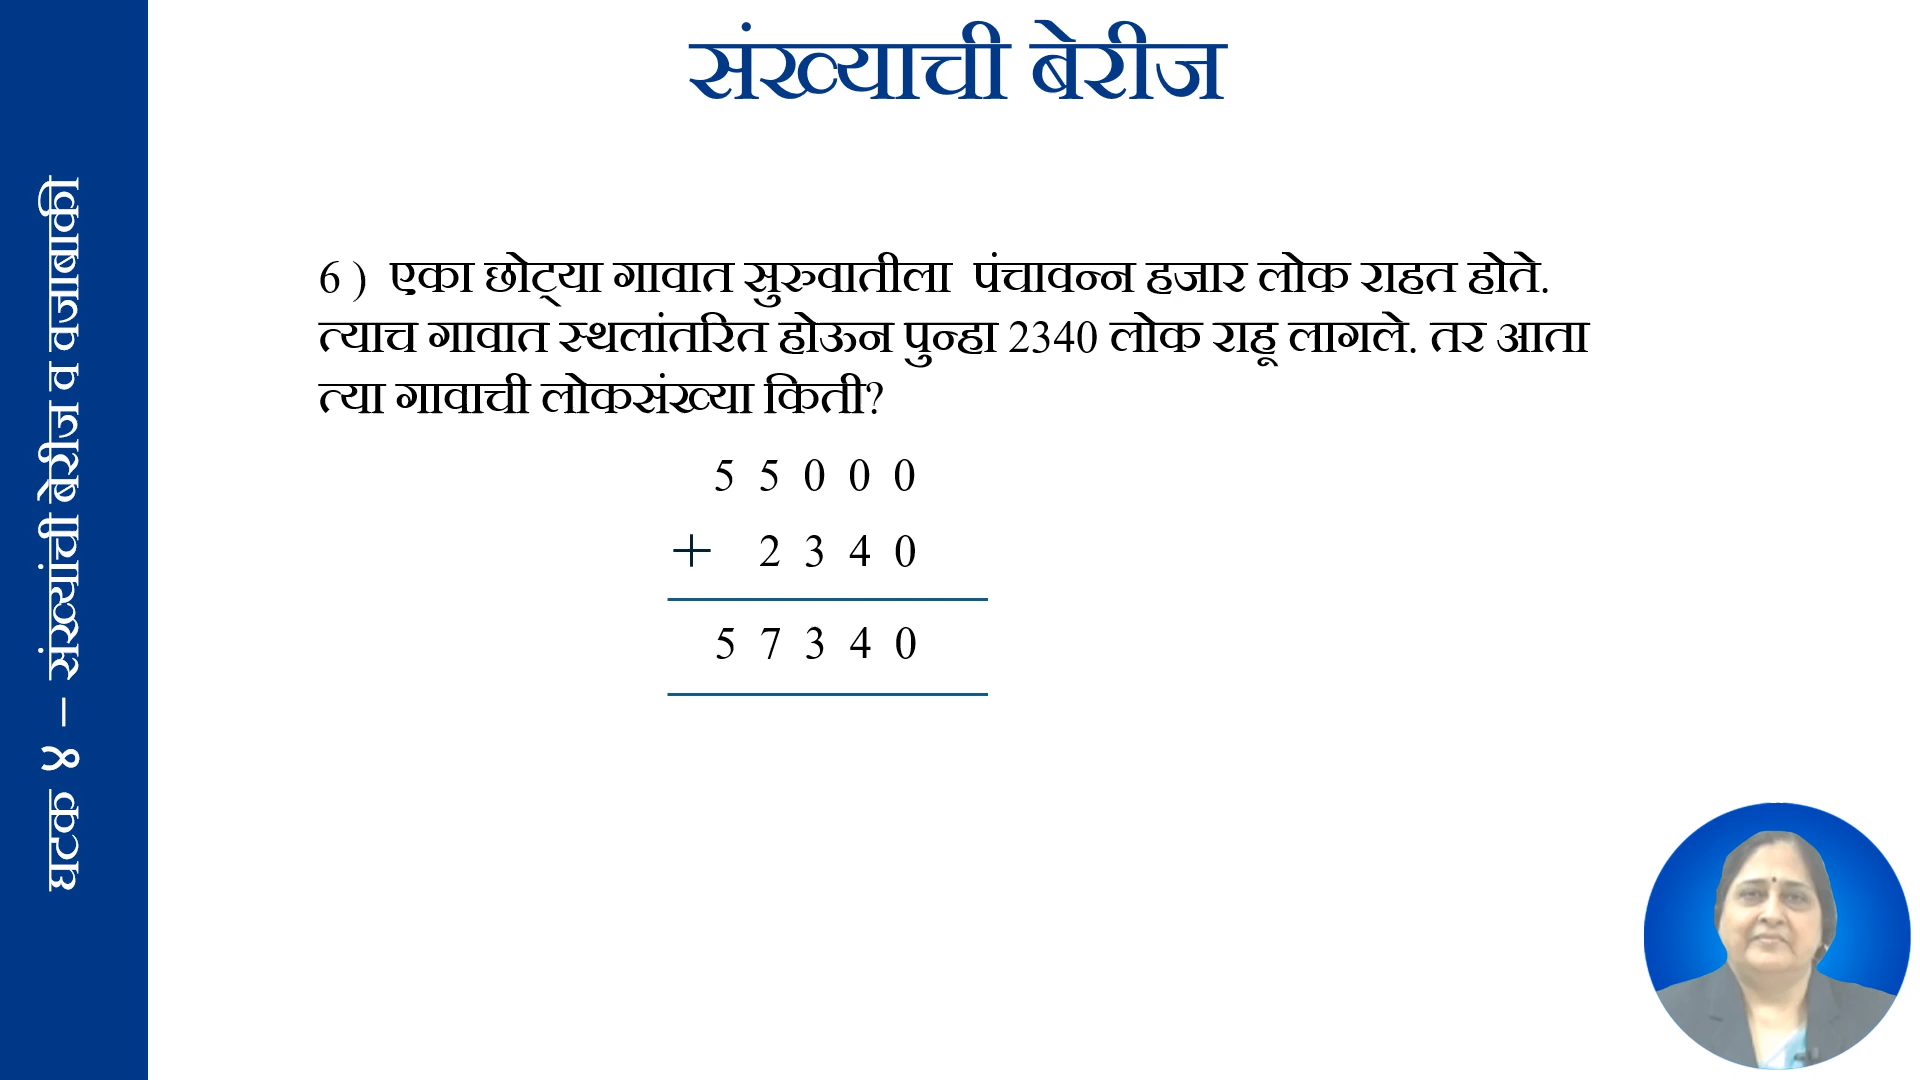 संख्याची बेरीज
घटक ४ – संख्यांची बेरीज व वजाबाकी
6 ) एका छोट्या गावात सुरुवातीला पंचावन्न हजार लोक राहत होते.
त्याच गावात स्थलांतरित होऊन पुन्हा 2340 लोक राहू लागले. तर आता
त्या गावाची लोकसंख्या किती?
5 5 0 0 0
+ 2 3 4 0
5 7 3 4 0